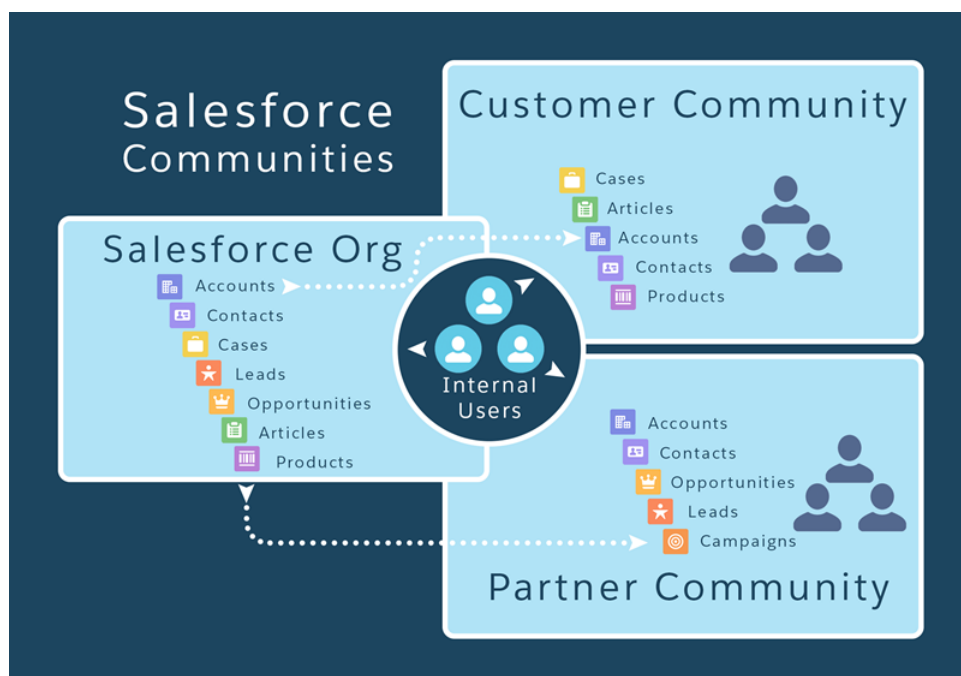 Salesforce
Communities
Customer Community
Cases
Articles
Accounts
Contacts
Products
Salesforce Org
Accounts
Contacts
Cases
Leads
Opportunities
Articles
Products
Internal
Users
Accounts
Contacts
Opportunities
Leads
Campaigns
Partner Community